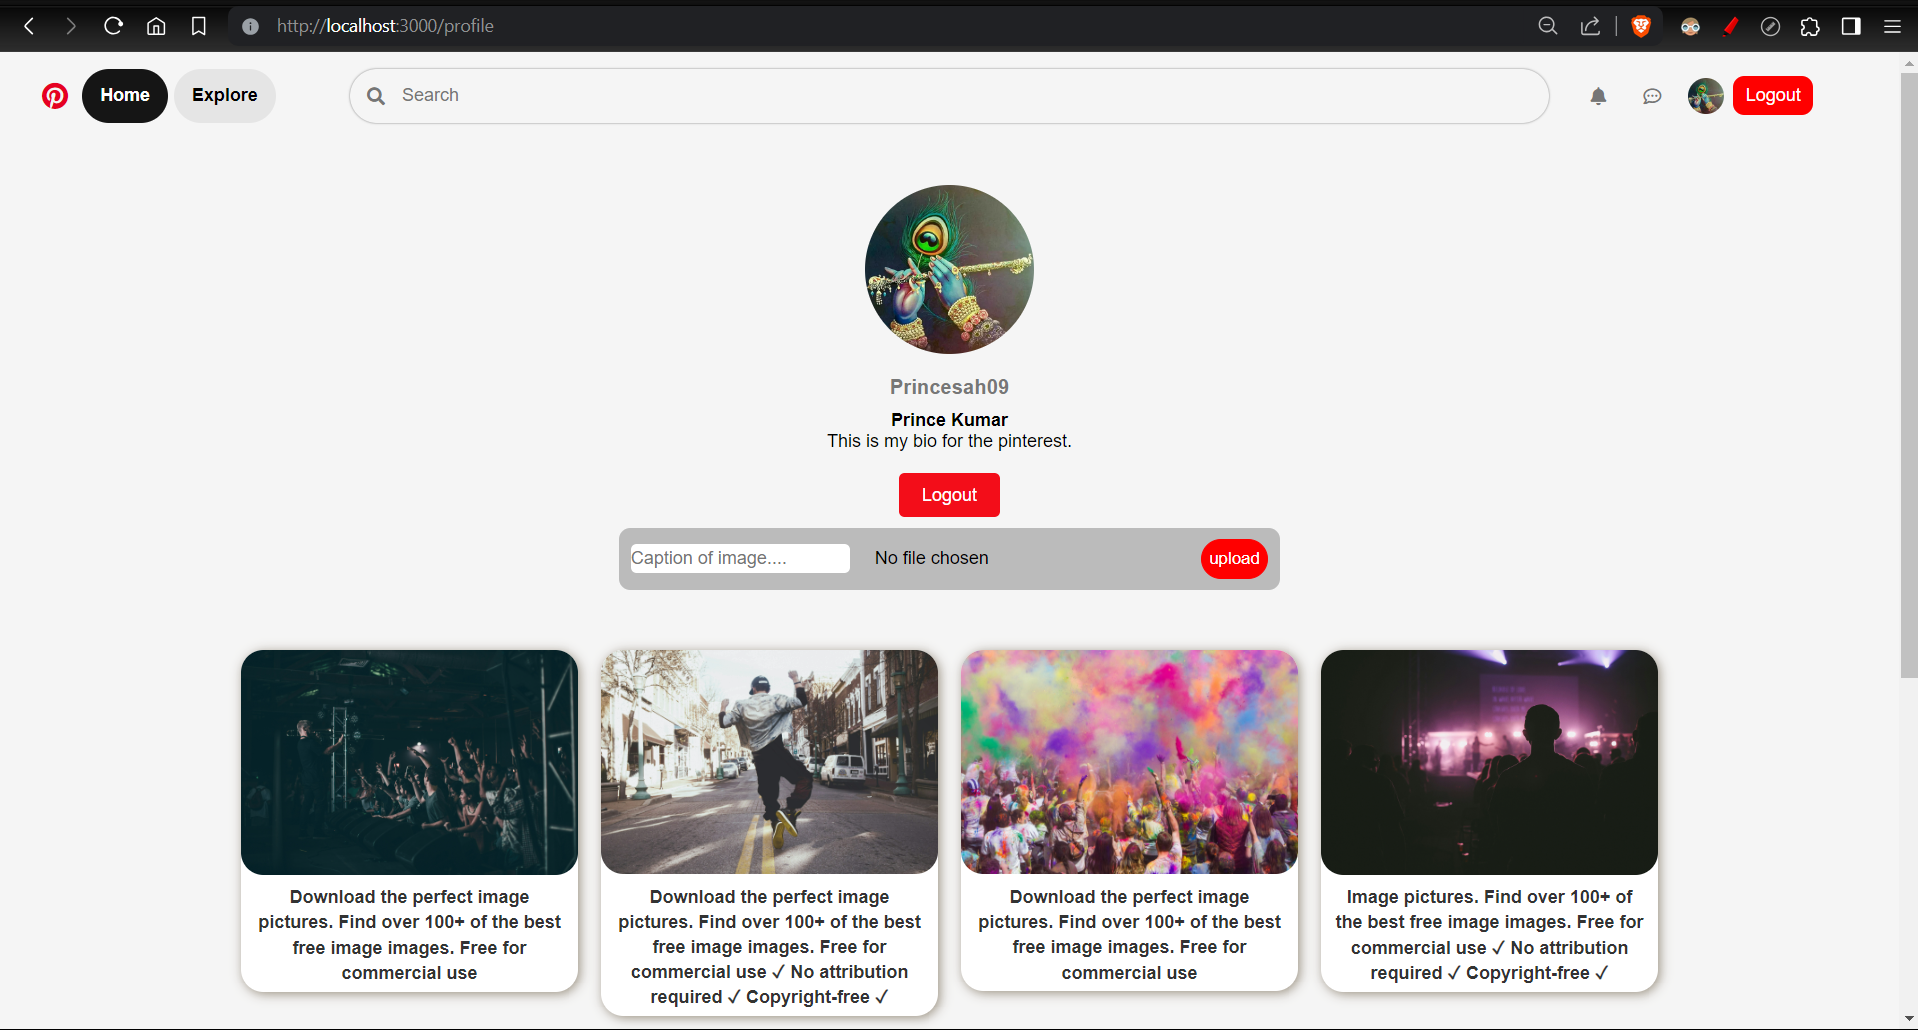 http://localhost:3000/profile
Home
Explore
Search
Logout
Princesah09
Prince Kumar
This is my bio for the pinterest.
Logout
Caption of image....
No file chosen
upload
Download the perfect image
pictures. Find over 100+ of the best
free image images. Free for
commercial use
Download the perfect image
pictures. Find over 100+ of the best
free image images. Free for
commercial use ✓ No attribution
required ✓ Copyright-free ✓
Download the perfect image
pictures. Find over 100+ of the best
free image images. Free for
commercial use
Image pictures. Find over 100+ of
the best free image images. Free for
commercial use ✓ No attribution
required ✓ Copyright-free ✓